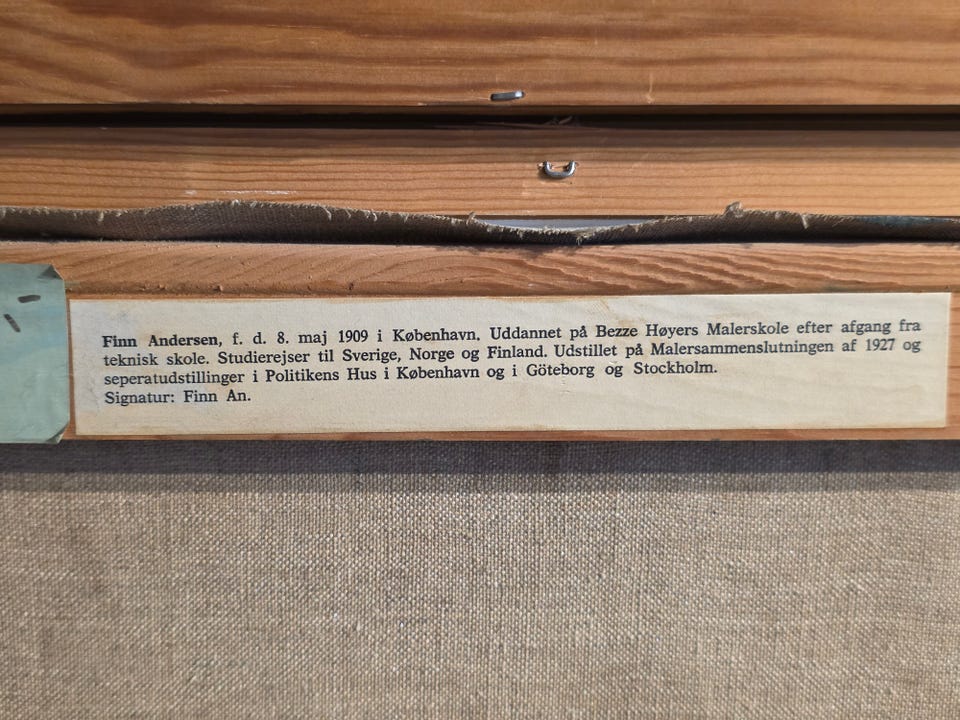 Finn Andersen, f. d. 8. maj 1909 i København. Uddannet på Bezze Høyers Malerskole efter afgang fra
teknisk skole. Studierejser til Sverige, Norge og Finland. Udstillet på Malersammenslutningen af 1927 og
seperatudstillinger i Politikens Hus i København og i Göteborg og Stockholm.
Signatur: Finn An.